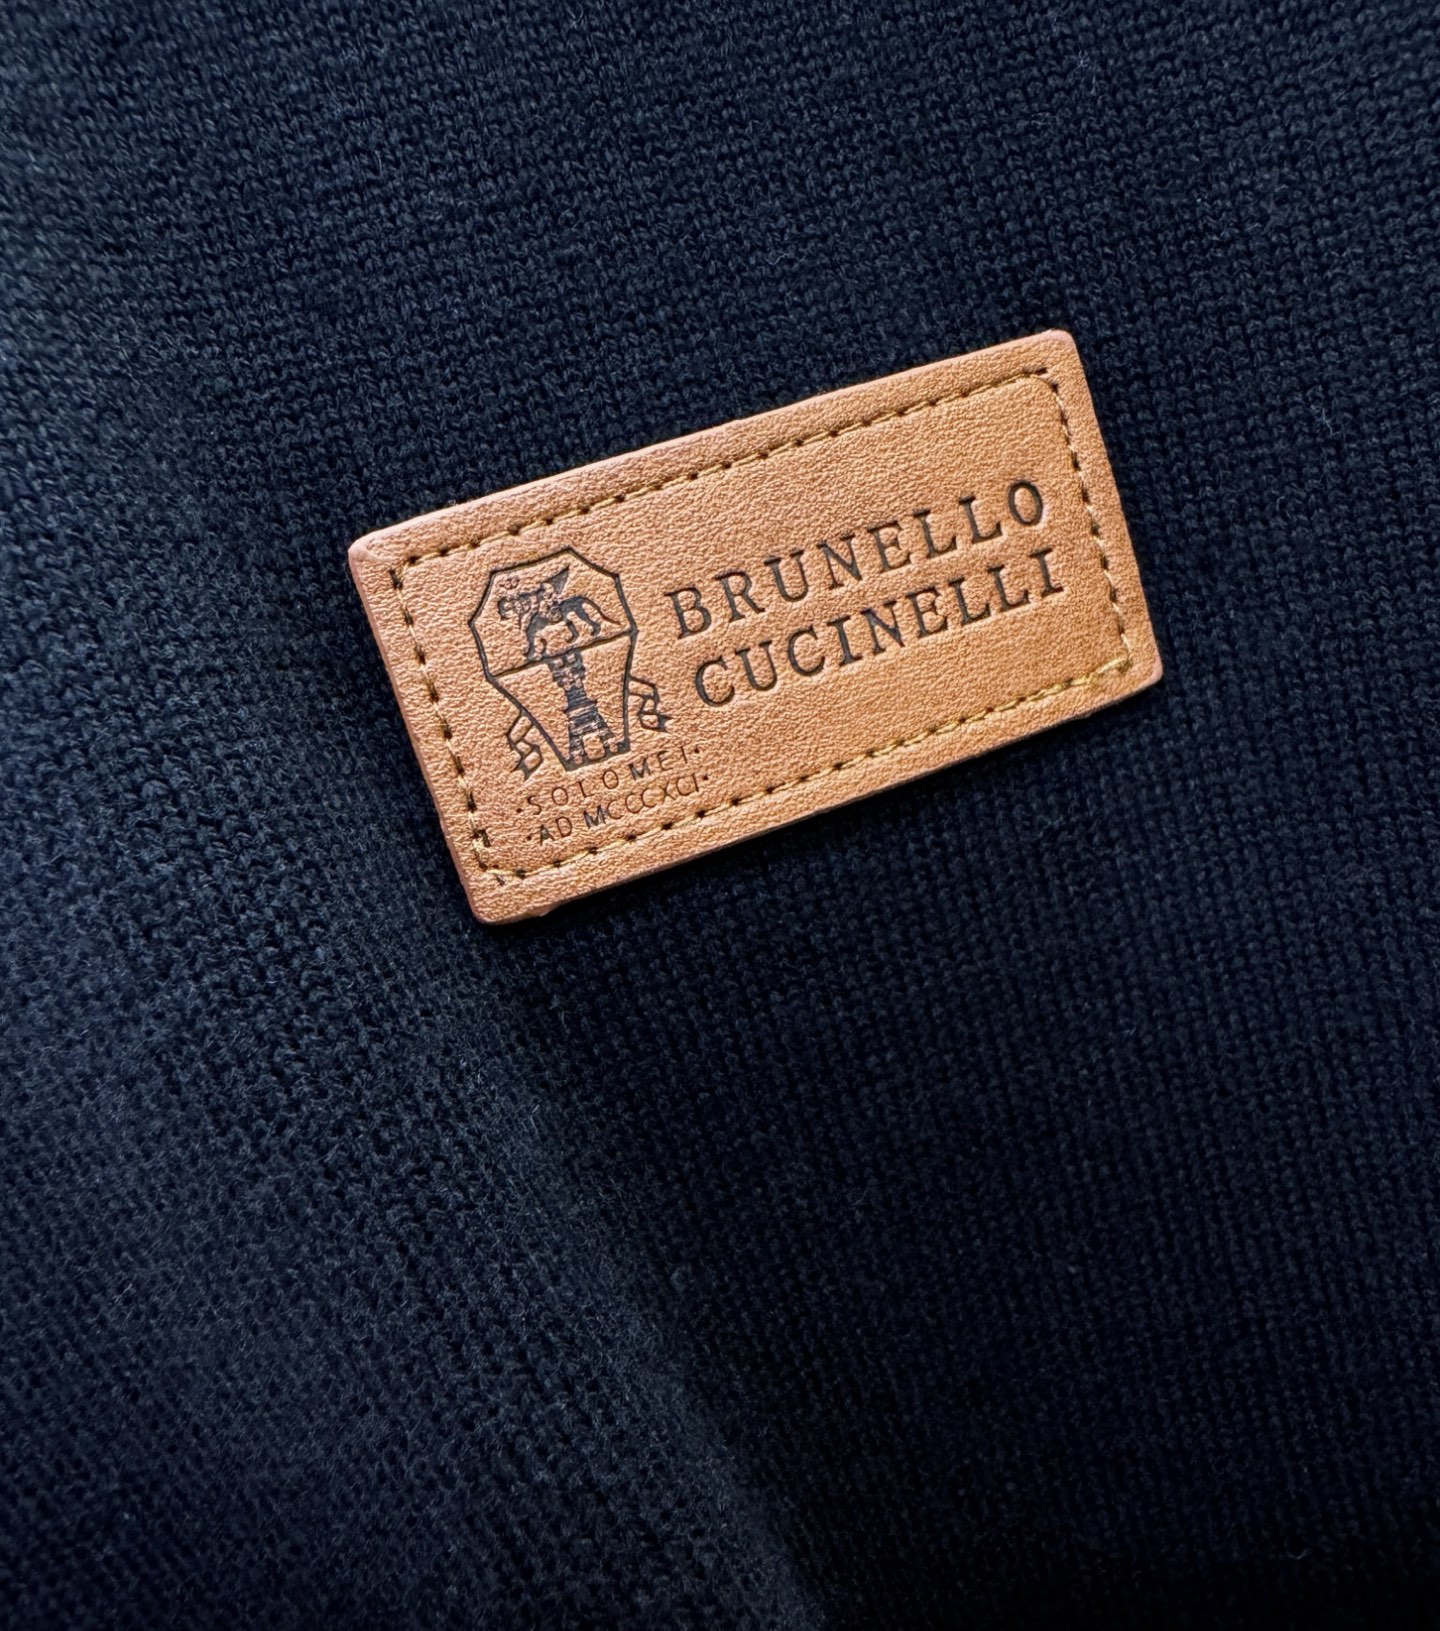 BRUNELLO
CUCINELLI
·SOLOMEI·
·AD MCCCXCI·